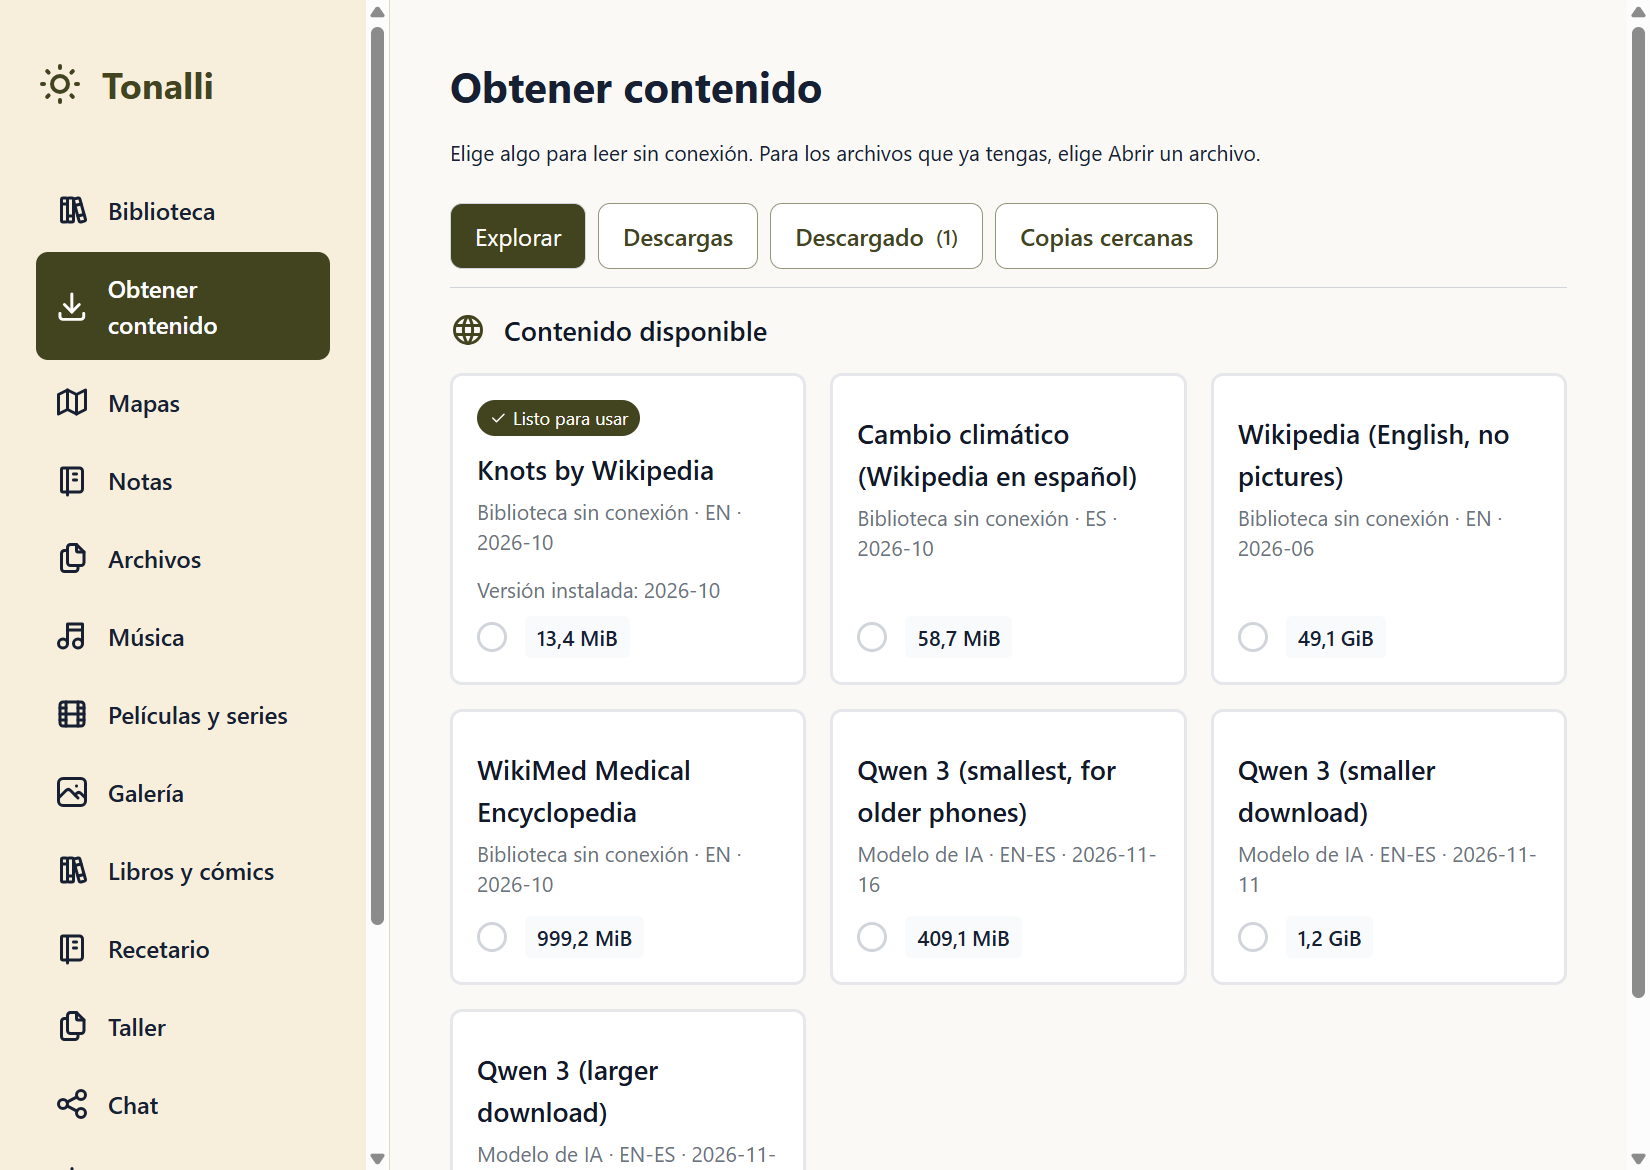 Tonalli
Biblioteca
Obtener
contenido
Mapas
Notas
Archivos
Música
Películas y series
Galería
Libros y cómics
Recetario
Taller
Chat
Obtener contenido
Elige algo para leer sin conexión. Para los archivos que ya tengas, elige Abrir un archivo.
Explorar
Descargas
Descargado (1)
Copias cercanas
Contenido disponible
Listo para usar
Knots by Wikipedia
Biblioteca sin conexión · EN ·
2026-10
Versión instalada: 2026-10
13,4 MiB
Cambio climático
(Wikipedia en español)
Biblioteca sin conexión · ES ·
2026-10
58,7 MiB
Wikipedia (English, no
pictures)
Biblioteca sin conexión · EN ·
2026-06
49,1 GiB
WikiMed Medical
Encyclopedia
Biblioteca sin conexión · EN ·
2026-10
999,2 MiB
Qwen 3 (smallest, for
older phones)
Modelo de IA · EN-ES · 2026-11-
16
409,1 MiB
Qwen 3 (smaller
download)
Modelo de IA · EN-ES · 2026-11-
11
1,2 GiB
Qwen 3 (larger
download)
Modelo de IA · EN-ES · 2026-11-